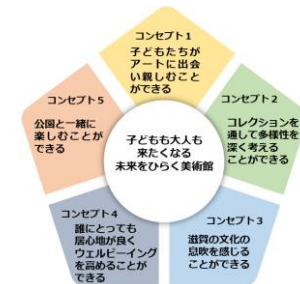 コンセプト1
子どもたちが
アートに出会
い親しむこと
ができる
コンセプト2
コレクションを
通して多様性を
深く考える
ことができる
コンセプト3
滋賀の文化の
息吹を感じる
ことができる
コンセプト4
誰にとっても
居心地が良く
ウェルビーイング
を高めることが
できる
コンセプト5
公園と一緒に
楽しむことが
できる
子どもも大人も
来たくなる
未来をひらく美術館